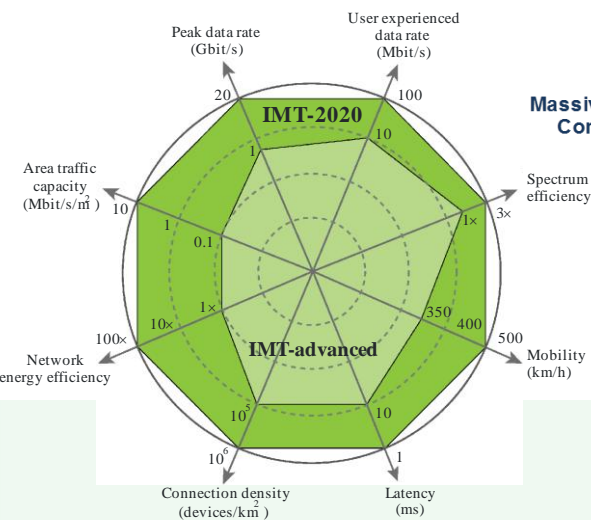 User experienced
data rate
(Mbit/s)
Peak data rate
(Gbit/s)
20
100
IMT-2020
Massiv
Con
1
10
Area traffic
capacity
(Mbit/s/m²)
10
1
0.1
Spectrum
efficiency
3×
1×
1×
10×
100×
Network
energy efficiency
350
400
500
Mobility
(km/h)
IMT-advanced
10⁵
10⁶
10
1
Connection density
(devices/km²)
Latency
(ms)